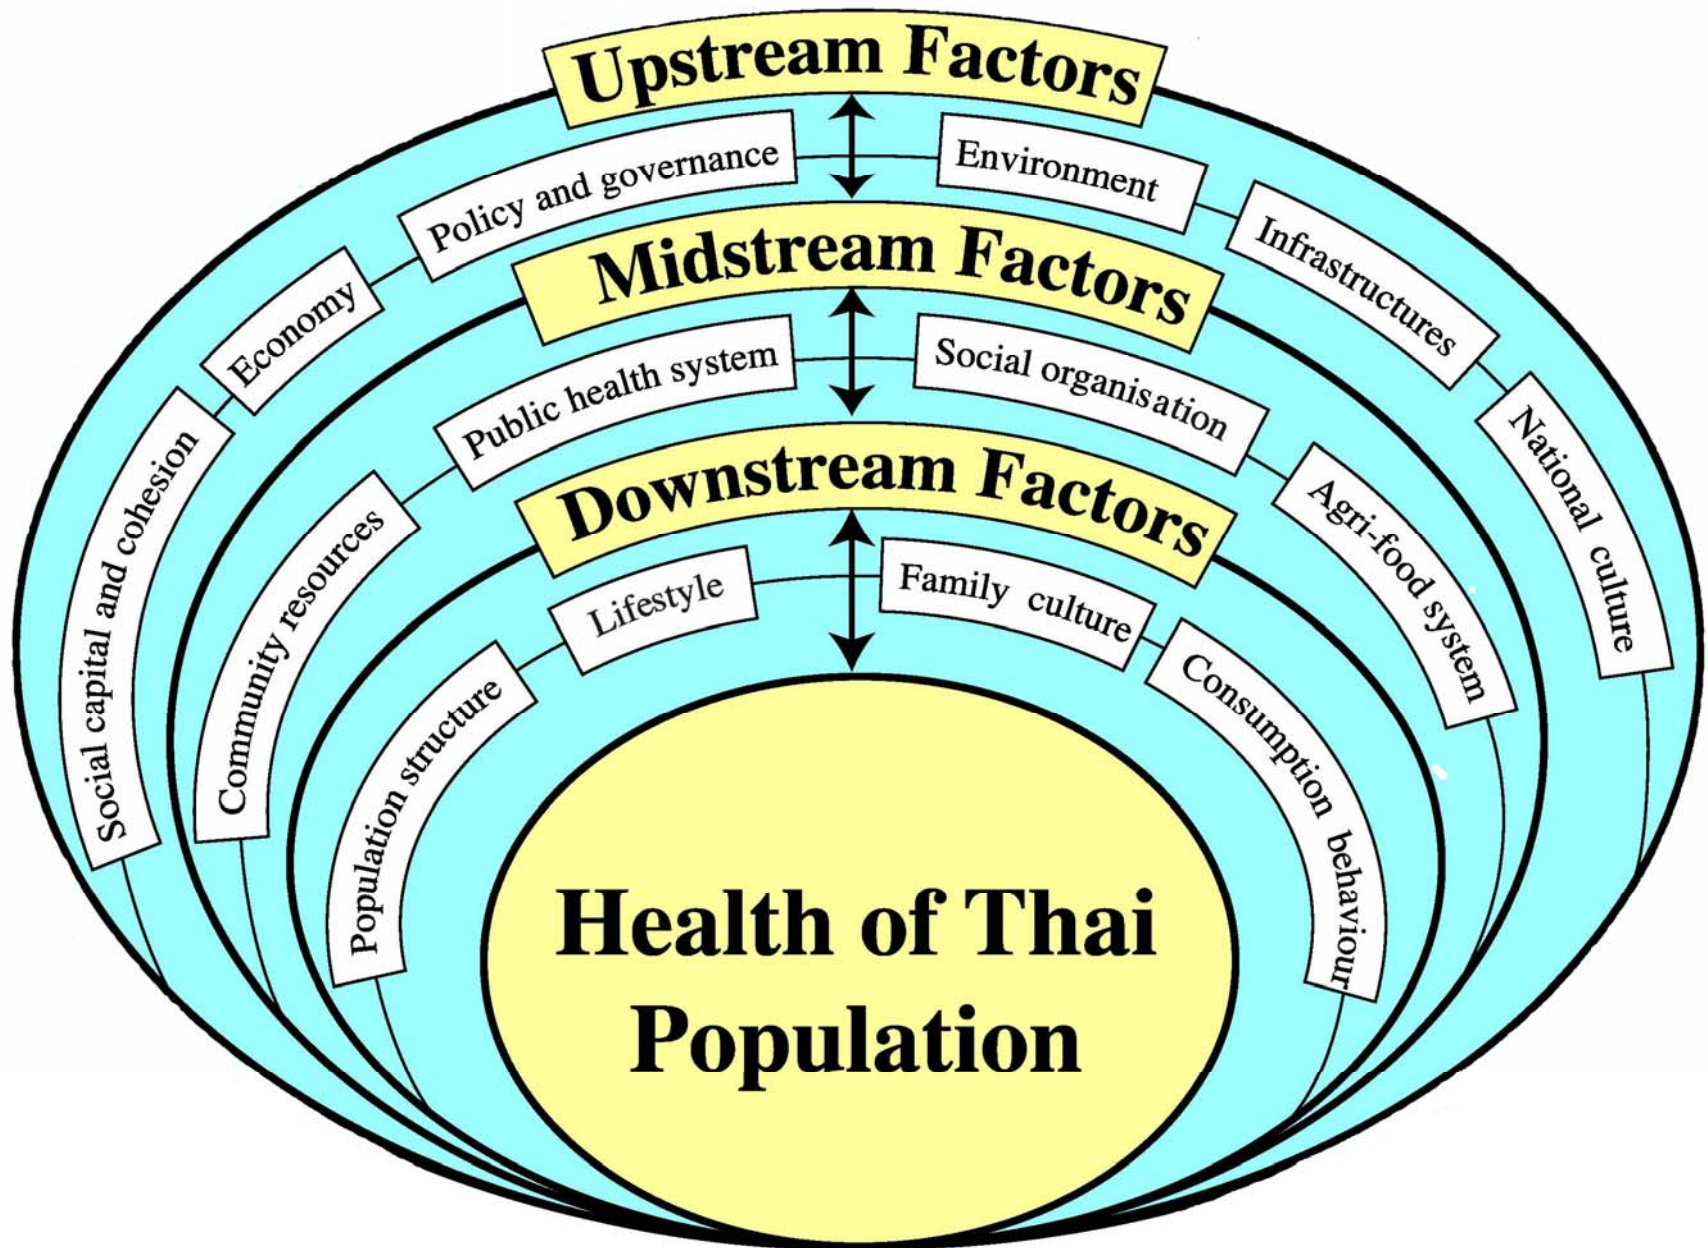 Upstream Factors
Social capital and cohesion
Economy
Policy and governance
Environment
Infrastructures
National culture
Midstream Factors
Community resources
Public health system
Social organisation
Agri-food system
Downstream Factors
Population structure
Lifestyle
Family culture
Consumption behaviour
Health of Thai
Population